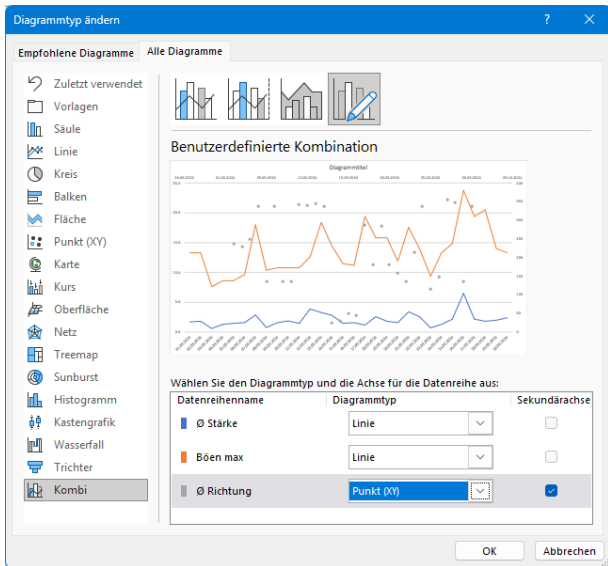 Diagrammtyp ändern ? ×
Empfohlene Diagramme Alle Diagramme
Zuletzt verwendet
Vorlagen
Säule
Linie
Kreis
Balken
Fläche
Punkt (XY)
Karte
Kurs
Oberfläche
Netz
Treemap
Sunburst
Histogramm
Kastengrafik
Wasserfall
Trichter
Kombi
Benutzerdefinierte Kombination
Diagrammtitel
Wählen Sie den Diagrammtyp und die Achse für die Datenreihe aus:
Datenreihenname Diagrammtyp Sekundärachse
Ø Stärke Linie
Böen max Linie
Ø Richtung Punkt (XY)
OK Abbrechen